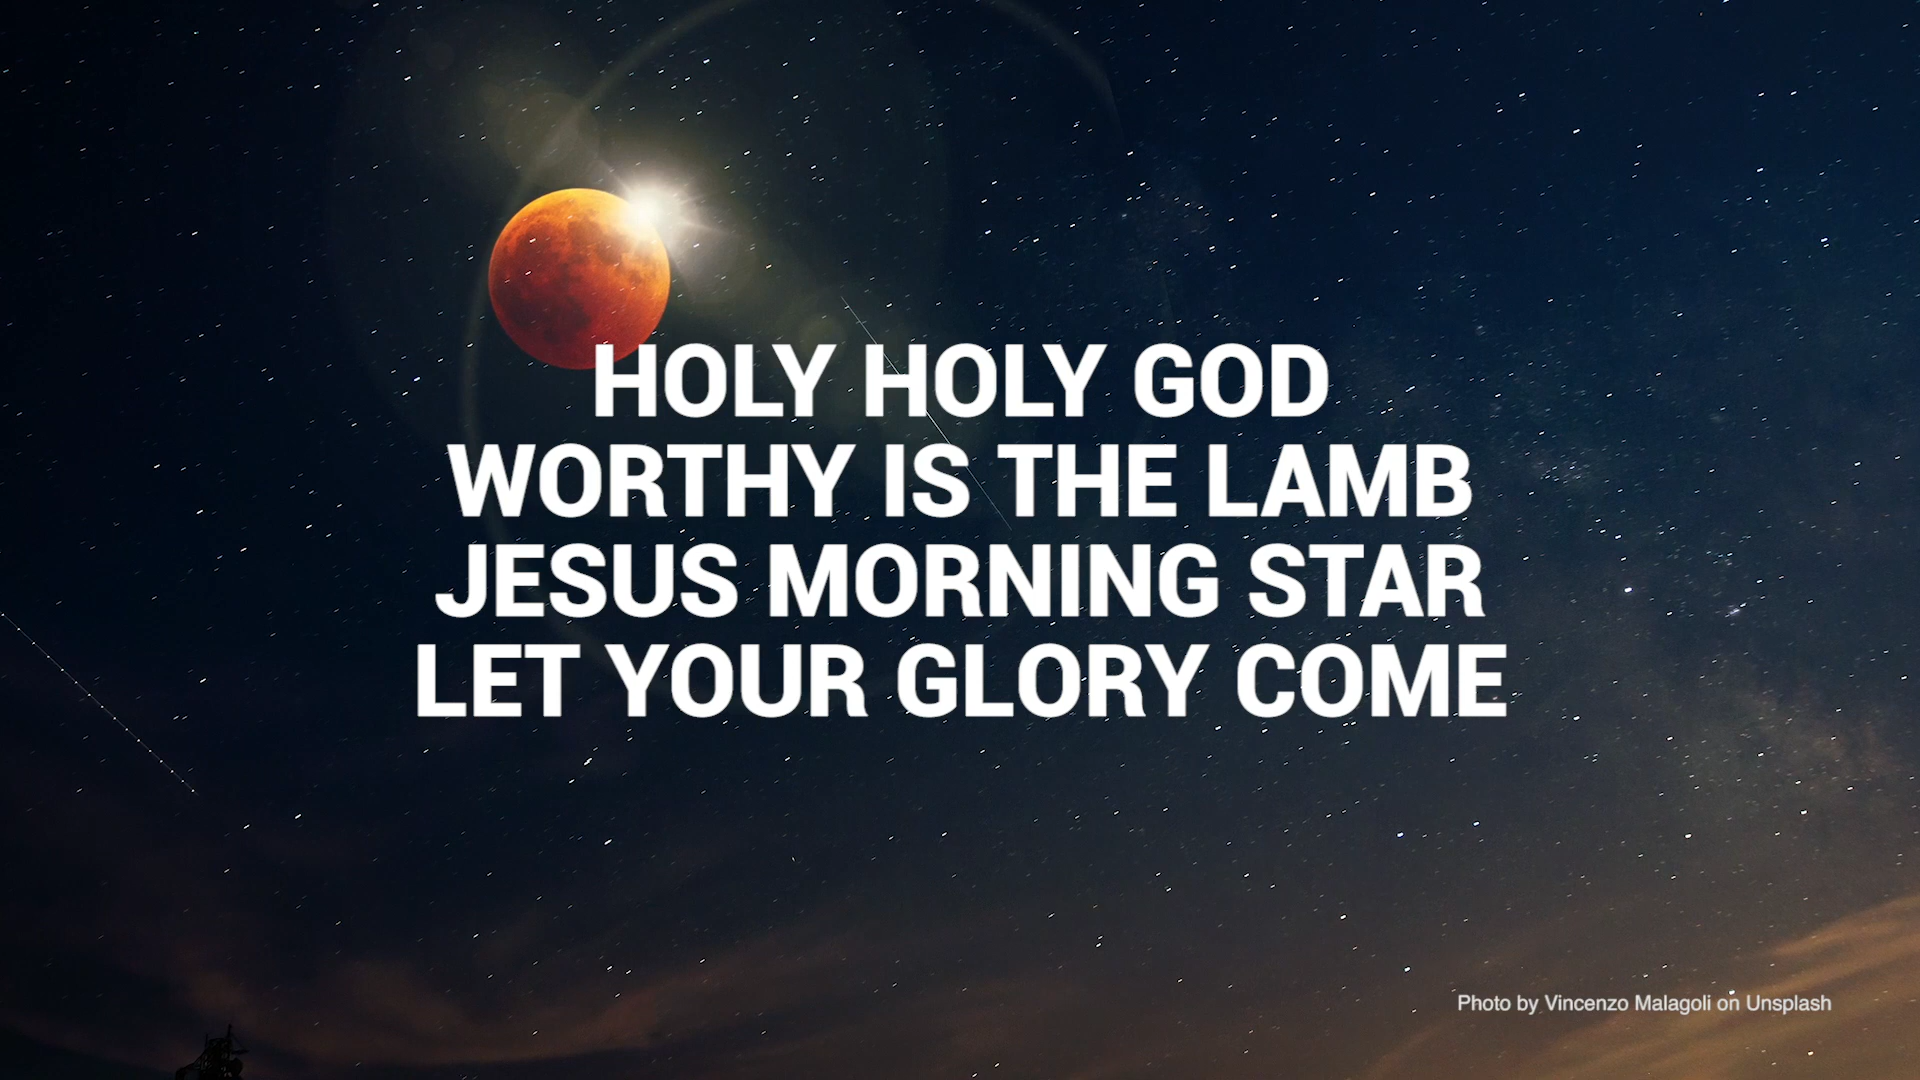 HOLY HOLY GOD
WORTHY IS THE LAMB
JESUS MORNING STAR
LET YOUR GLORY COME
Photo by Vincenzo Malagoli on Unsplash